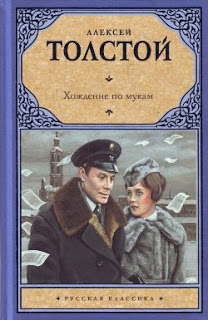 АЛЕКСЕЙ
ТОЛСТОЙ
Хождение по мукам
РУССКАЯ КЛАССИКА